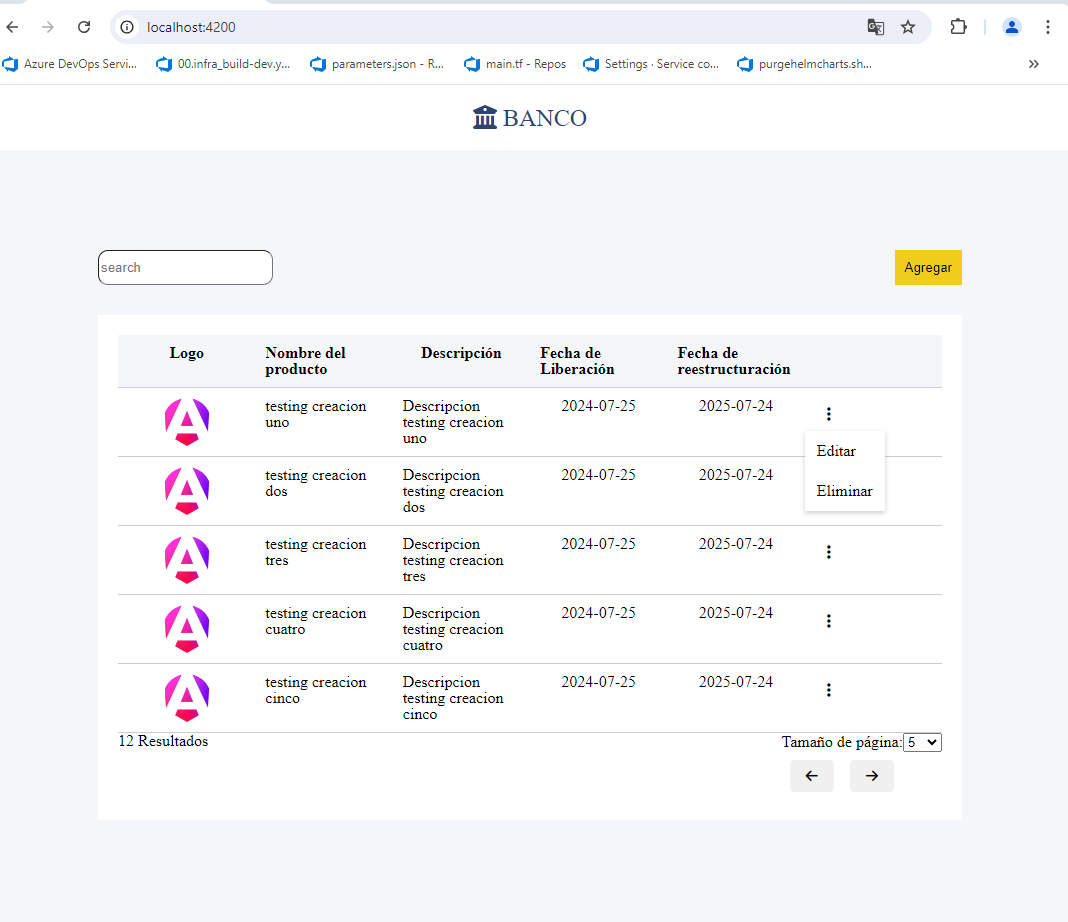 localhost:4200
Azure DevOps Servi...
00.infra_build-dev.y...
parameters.json - R...
main.tf - Repos
Settings · Service co...
purgehelmcharts.sh...
BANCO
search
Agregar
Logo
Nombre del
producto
Descripción
Fecha de
Liberación
Fecha de
reestructuración
testing creacion
uno
Descripcion
testing creacion
uno
2024-07-25
2025-07-24
Editar
Eliminar
testing creacion
dos
Descripcion
testing creacion
dos
2024-07-25
2025-07-24
testing creacion
tres
Descripcion
testing creacion
tres
2024-07-25
2025-07-24
testing creacion
cuatro
Descripcion
testing creacion
cuatro
2024-07-25
2025-07-24
testing creacion
cinco
Descripcion
testing creacion
cinco
2024-07-25
2025-07-24
12 Resultados
Tamaño de página: 5